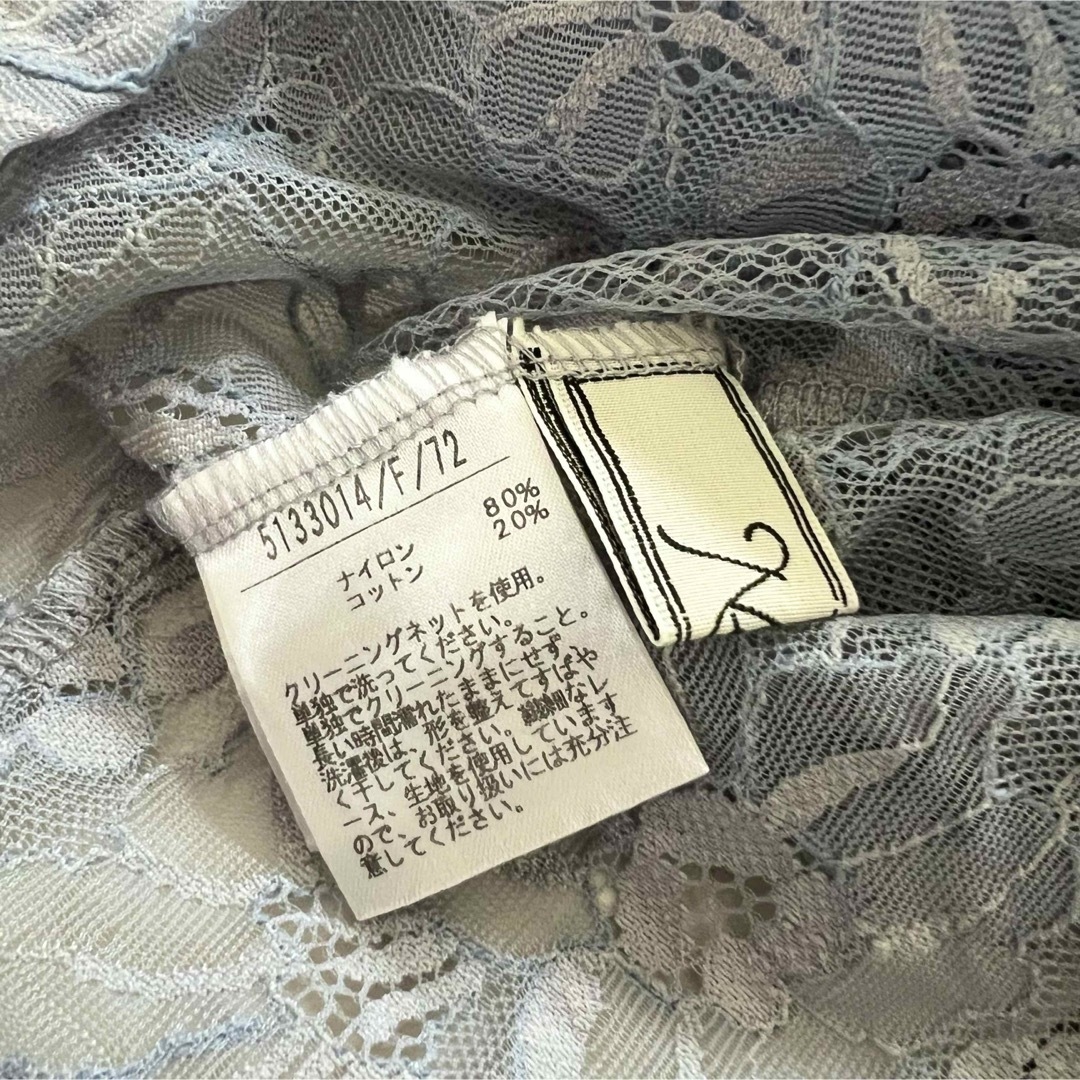 5133014/F/72
ナイロン 80%
コットン 20%
クリーニングネットを使用。
単独で洗ってください。
単独でクリーニングすること。
長い時間濡れたままにせず
洗濯後は、形を整えてすばや
く干してください。繊細なレ
ース、生地を使用しています
ので、お取り扱いには充分注
意してください。